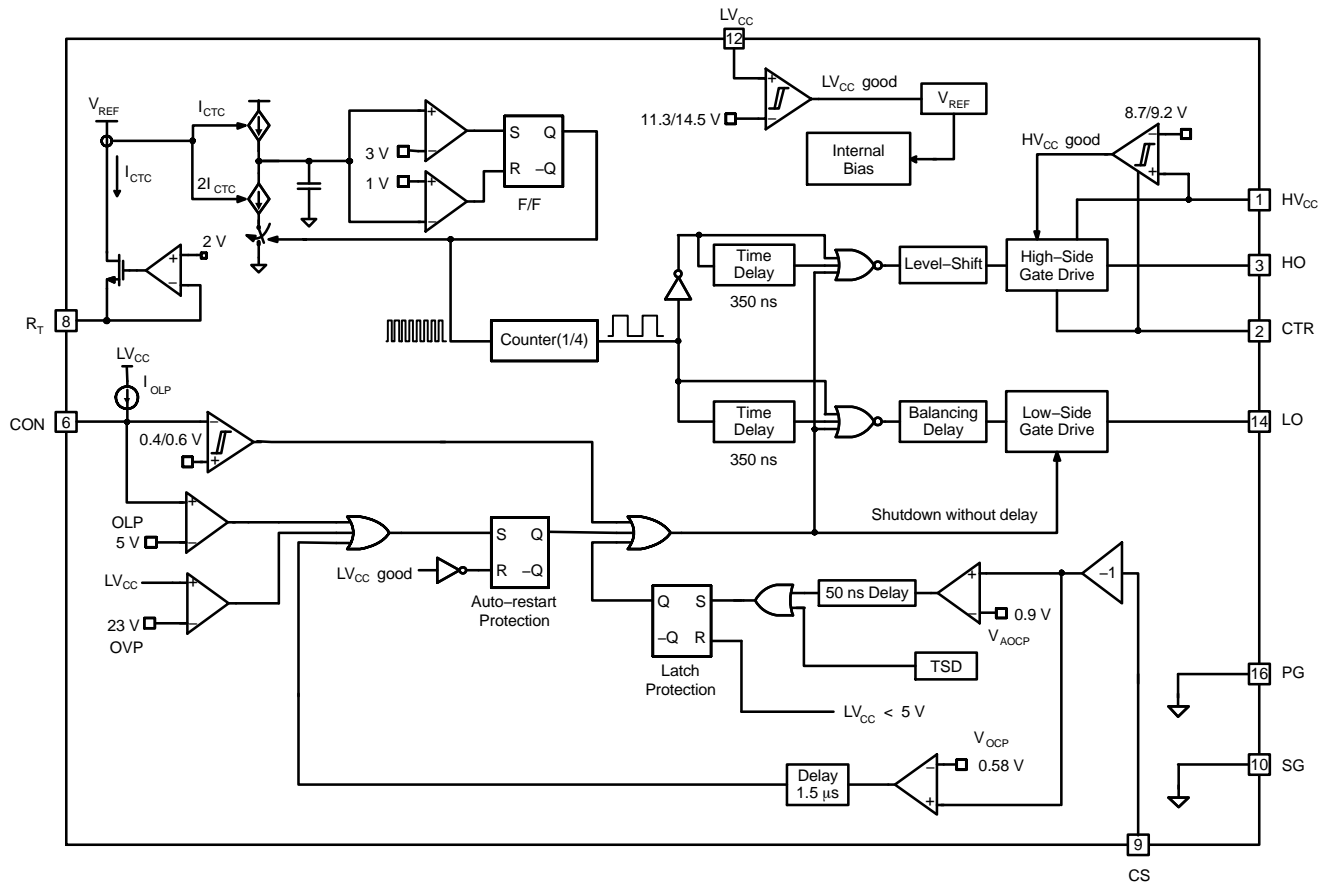 LVCC
12
VREF
ICTC
ICTC
2ICTC
3 V
1 V
S Q
R –Q
F/F
LVCC good
11.3/14.5 V
VREF
Internal
Bias
8.7/9.2 V
HVCC good
1
HVCC
2 V
Time
Delay
350 ns
Level–Shift
High–Side
Gate Drive
3
HO
RT
8
Counter(1/4)
2
CTR
LVCC
IOLP
CON
6
0.4/0.6 V
Time
Delay
350 ns
Balancing
Delay
Low–Side
Gate Drive
14
LO
OLP
5 V
LVCC
23 V
OVP
LVCC good
S Q
R –Q
Auto–restart
Protection
Shutdown without delay
Q S
–Q R
Latch
Protection
50 ns Delay
–1
0.9 V
VAOCP
TSD
LVCC < 5 V
16
PG
VOCP
0.58 V
Delay
1.5 μs
10
SG
9
CS